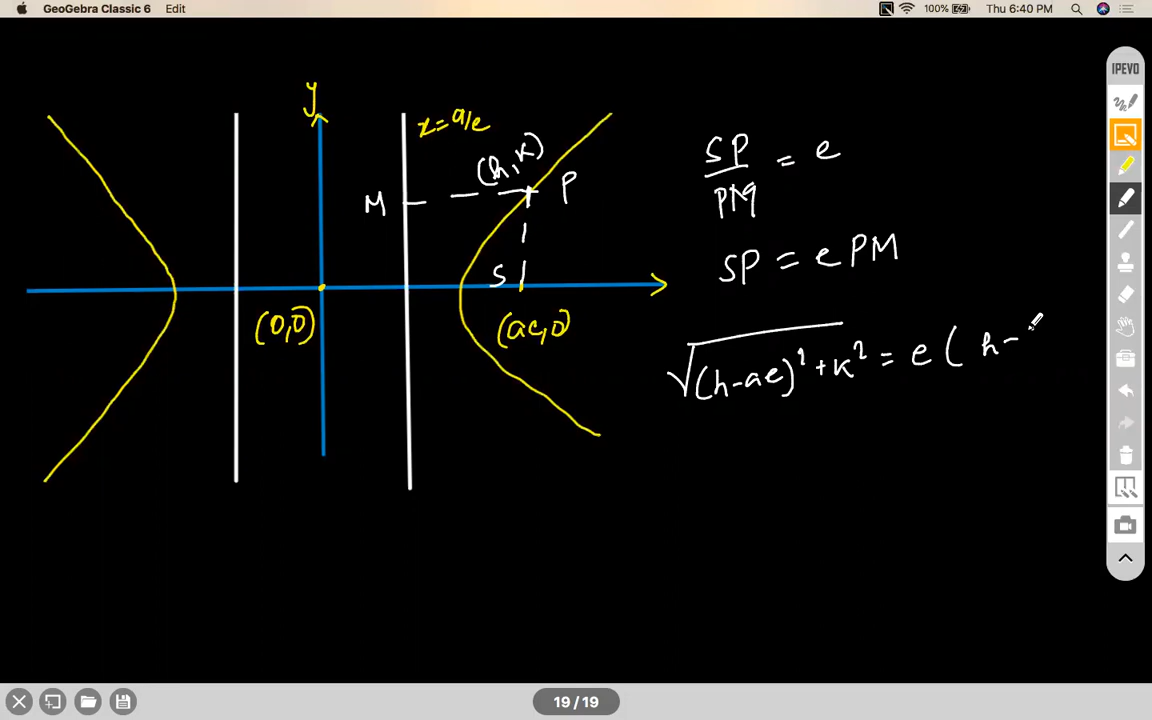 GeoGebra Classic 6 Edit 100% Thu 6:40 PM
IPEVO
y
x=a/e
(h,k)
M
P
S
(0,0)
(ae,0)
SP/PM = e
SP = e PM
√((h-ae)²+k²) = e ( h-
19 / 19